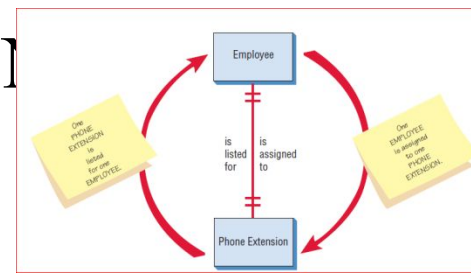 Employee
One
PHONE
EXTENSION
is
listed
for one
EMPLOYEE.
is
listed
for
is
assigned
to
One
EMPLOYEE
is assigned
to one
PHONE
EXTENSION.
Phone Extension